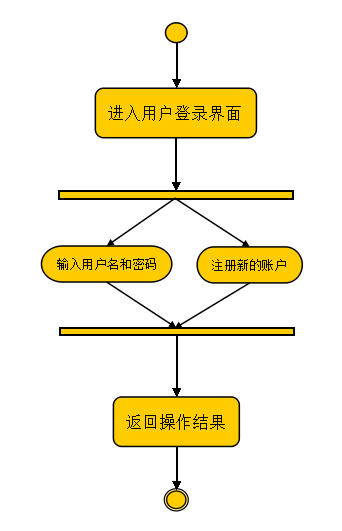 进入用户登录界面
输入用户名和密码
注册新的账户
返回操作结果